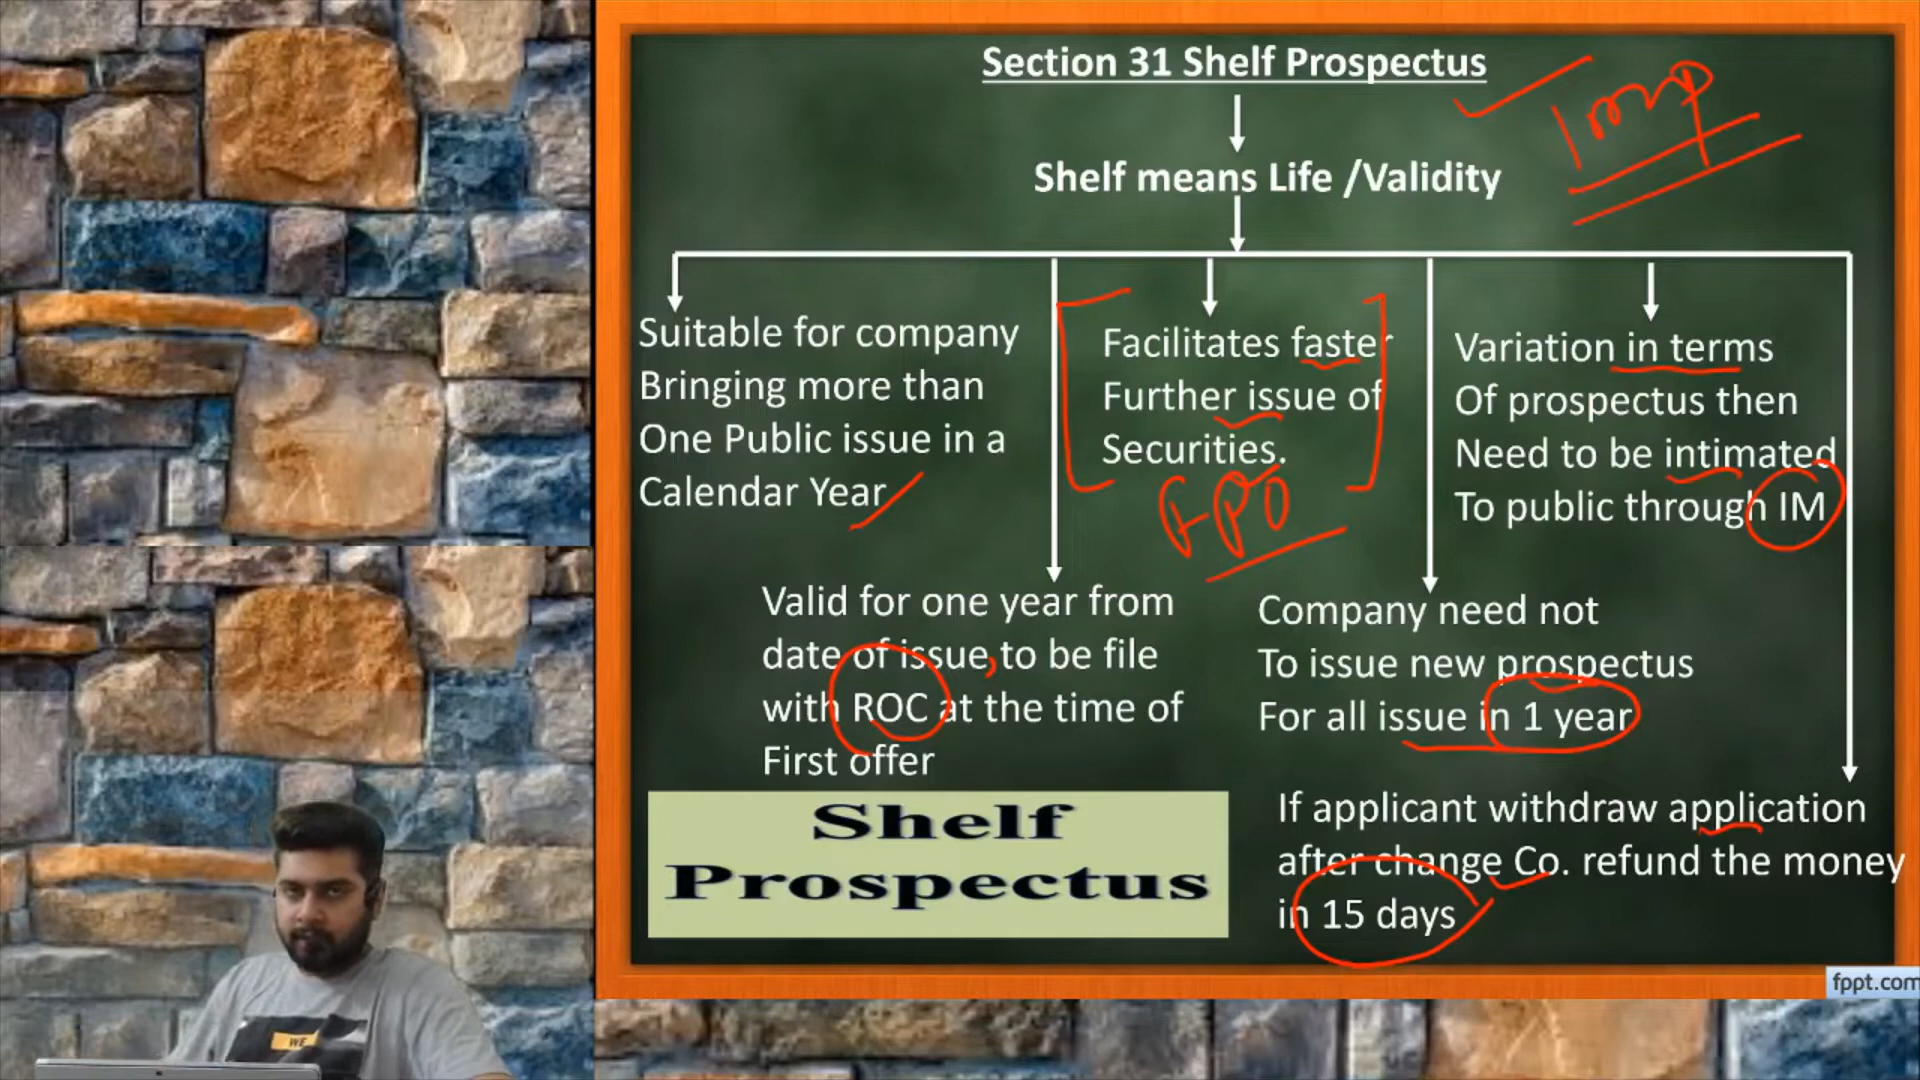 Section 31 Shelf Prospectus
Imp
Shelf means Life /Validity
Suitable for company
Bringing more than
One Public issue in a
Calendar Year
Facilitates faster
Further issue of
Securities.
FPO
Variation in terms
Of prospectus then
Need to be intimated
To public through IM
Valid for one year from
date of issue, to be file
with ROC at the time of
First offer
Company need not
To issue new prospectus
For all issue in 1 year
If applicant withdraw application
after change Co. refund the money
in 15 days
Shelf
Prospectus
WE
fppt.com